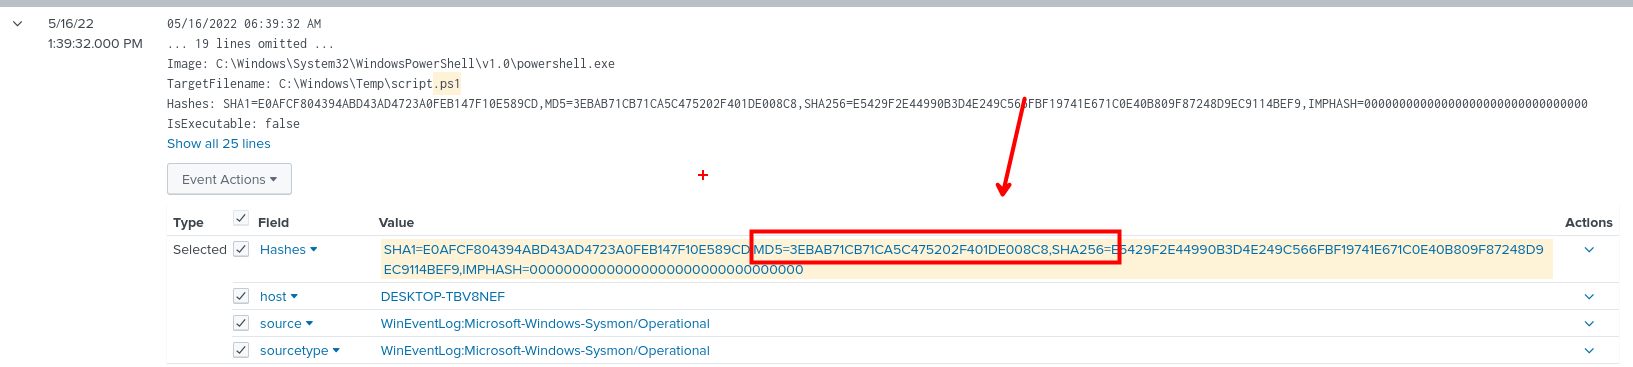 5/16/22
1:39:32.000 PM
05/16/2022 06:39:32 AM
... 19 lines omitted ...
Image: C:\Windows\System32\WindowsPowerShell\v1.0\powershell.exe
TargetFilename: C:\Windows\Temp\script.ps1
Hashes: SHA1=E0AFCF804394ABD43AD4723A0FEB147F10E589CD,MD5=3EBAB71CB71CA5C475202F401DE008C8,SHA256=E5429F2E44990B3D4E249C566FBF19741E671C0E40B809F87248D9EC9114BEF9,IMPHASH=00000000000000000000000000000000
IsExecutable: false
Show all 25 lines
Event Actions
Type Field Value Actions
Selected Hashes SHA1=E0AFCF804394ABD43AD4723A0FEB147F10E589CD,MD5=3EBAB71CB71CA5C475202F401DE008C8,SHA256=E5429F2E44990B3D4E249C566FBF19741E671C0E40B809F87248D9
EC9114BEF9,IMPHASH=00000000000000000000000000000000
host DESKTOP-TBV8NEF
source WinEventLog:Microsoft-Windows-Sysmon/Operational
sourcetype WinEventLog:Microsoft-Windows-Sysmon/Operational